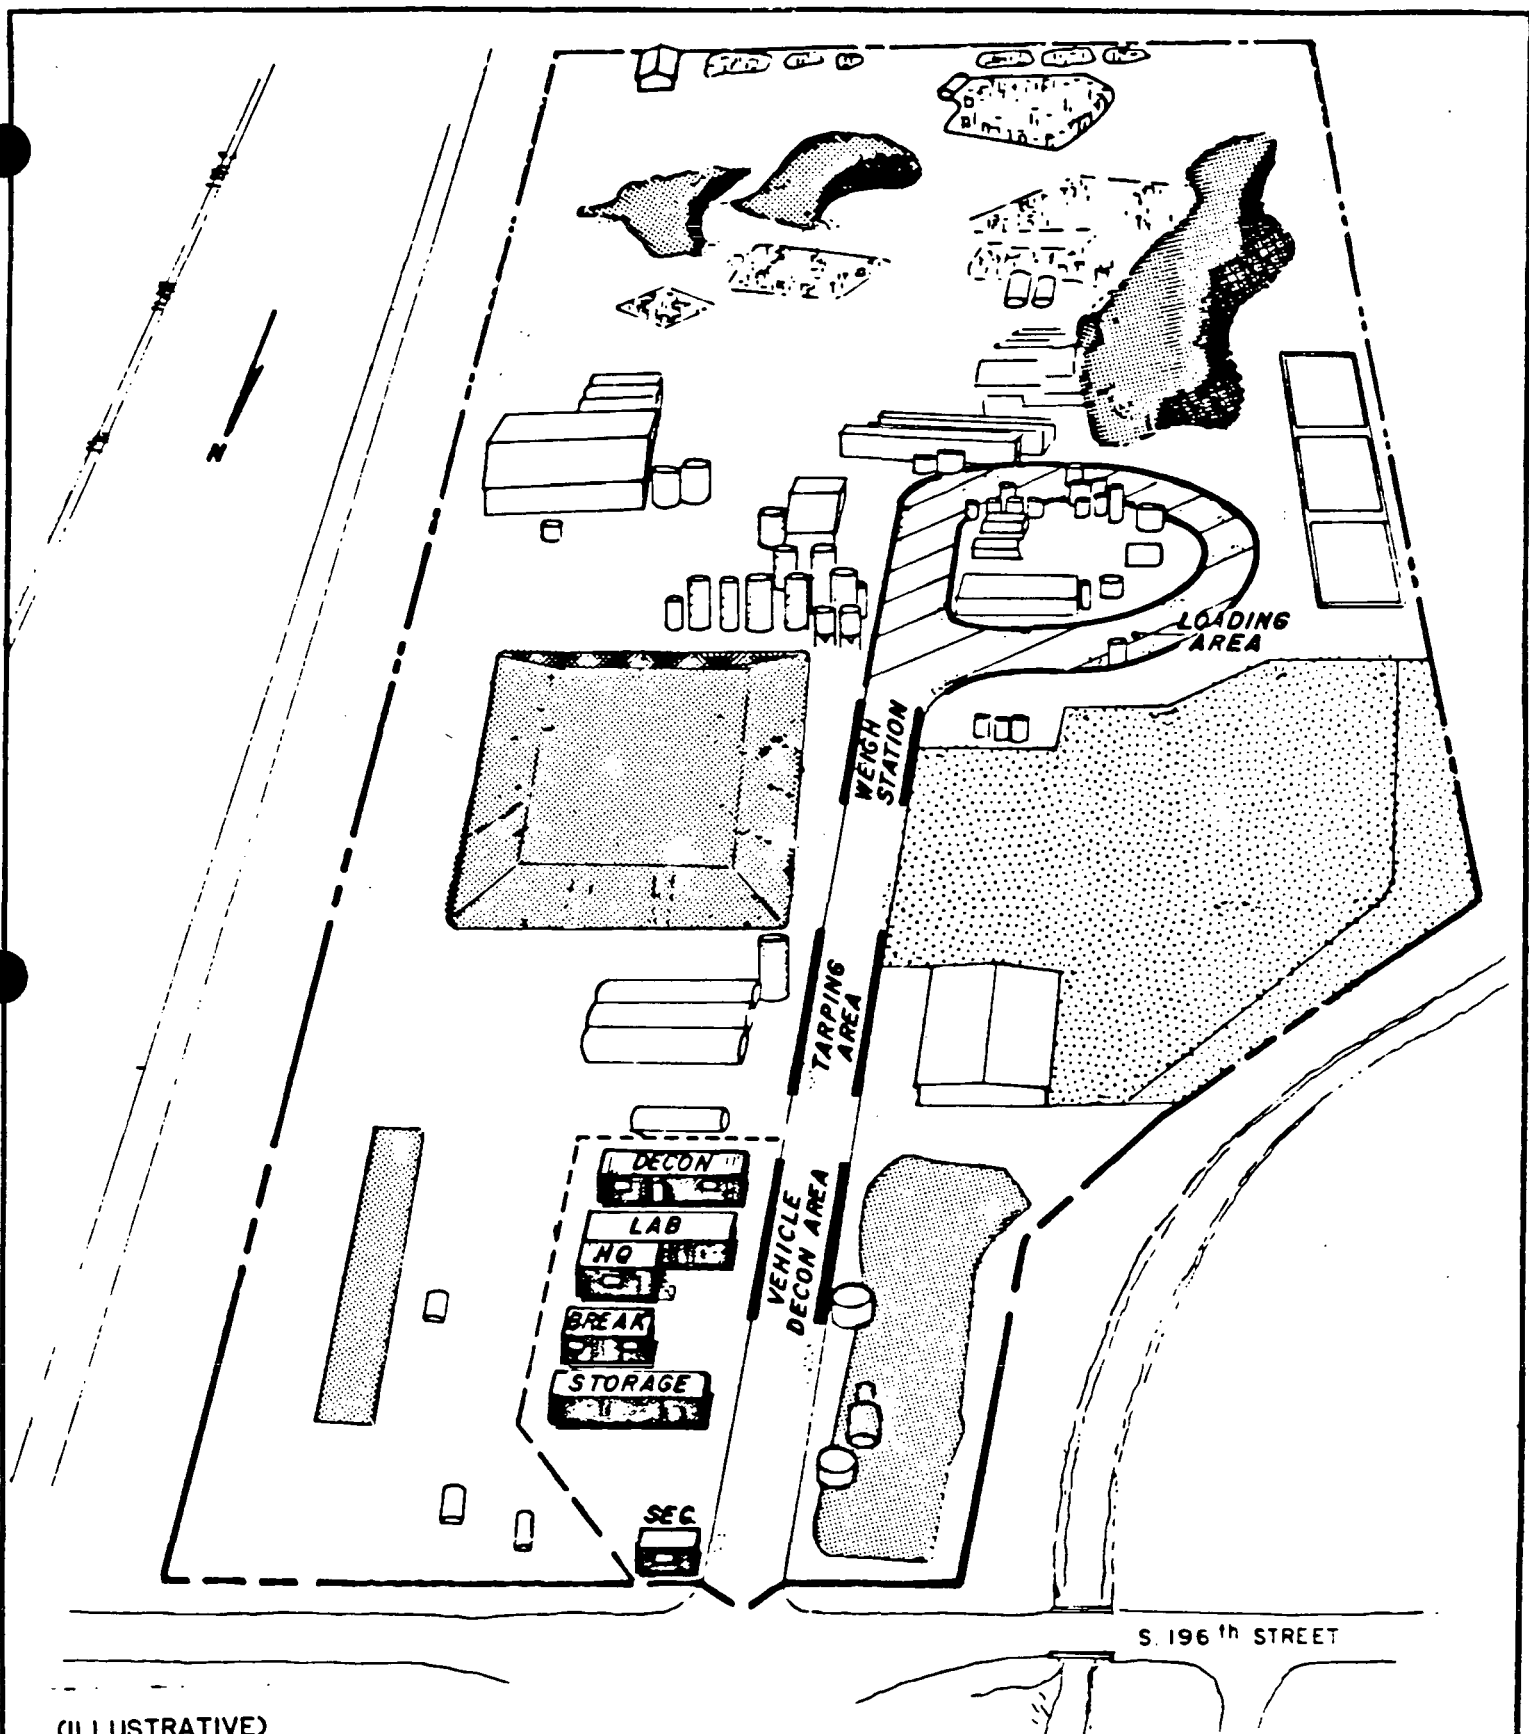 N
LOADING
AREA
WEIGH
STATION
TARPING
AREA
DECON
LAB
HQ
BREAK
STORAGE
VEHICLE
DECON AREA
SEC.
S. 196th STREET
(ILLUSTRATIVE)